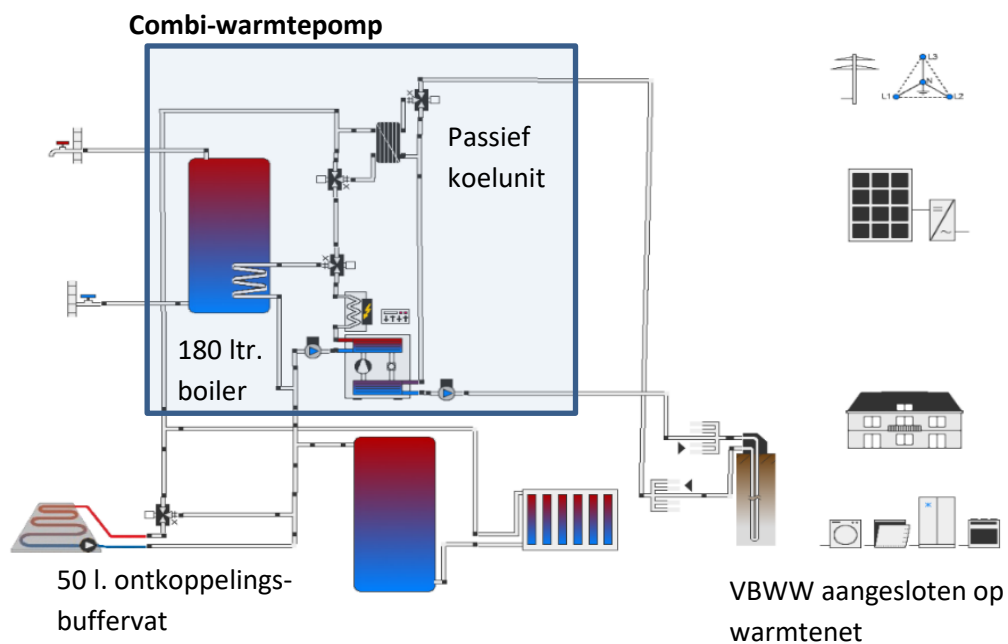 Combi-warmtepomp
L3
N
L1
L2
Passief
koelunit
180 ltr.
boiler
50 l. ontkoppelings-
buffervat
VBWW aangesloten op
warmtenet